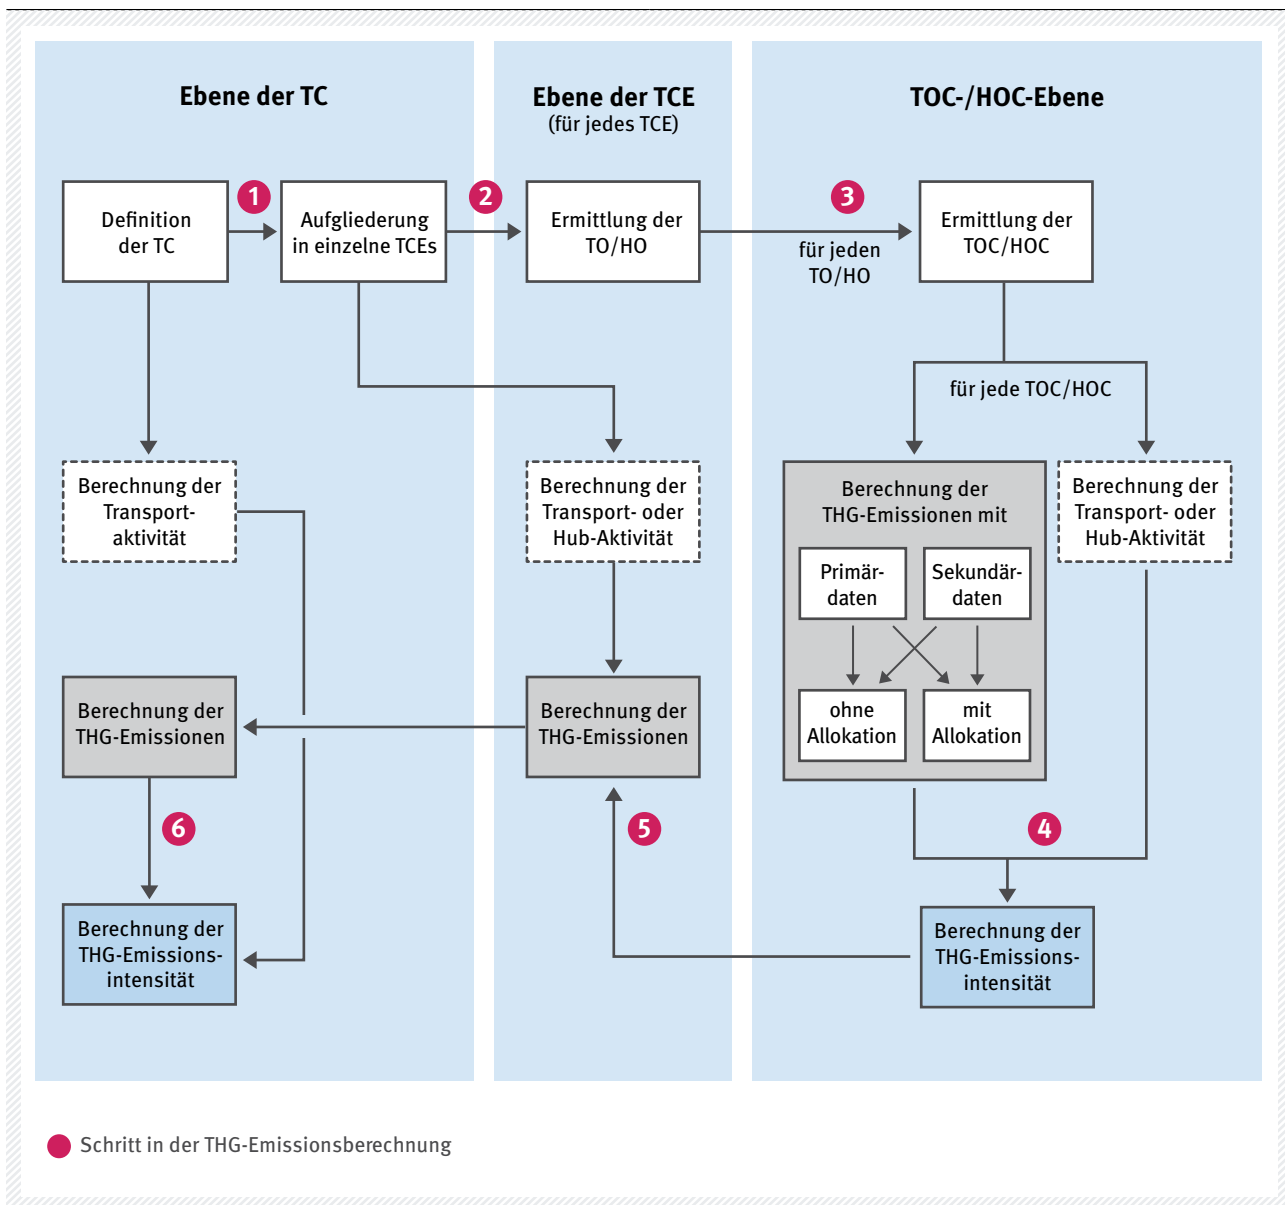 Ebene der TC
Ebene der TCE
(für jedes TCE)
TOC-/HOC-Ebene
1
2
3
Definition
der TC
Aufgliederung
in einzelne TCEs
Ermittlung der
TO/HO
für jeden
TO/HO
Ermittlung der
TOC/HOC
für jede TOC/HOC
Berechnung der
Transport-
aktivität
Berechnung der
Transport- oder
Hub-Aktivität
Berechnung der
THG-Emissionen mit
Primär-
daten
Sekundär-
daten
ohne
Allokation
mit
Allokation
Berechnung der
Transport- oder
Hub-Aktivität
Berechnung der
THG-Emissionen
Berechnung der
THG-Emissionen
6
5
4
Berechnung der
THG-Emissions-
intensität
Berechnung der
THG-Emissions-
intensität
Schritt in der THG-Emissionsberechnung